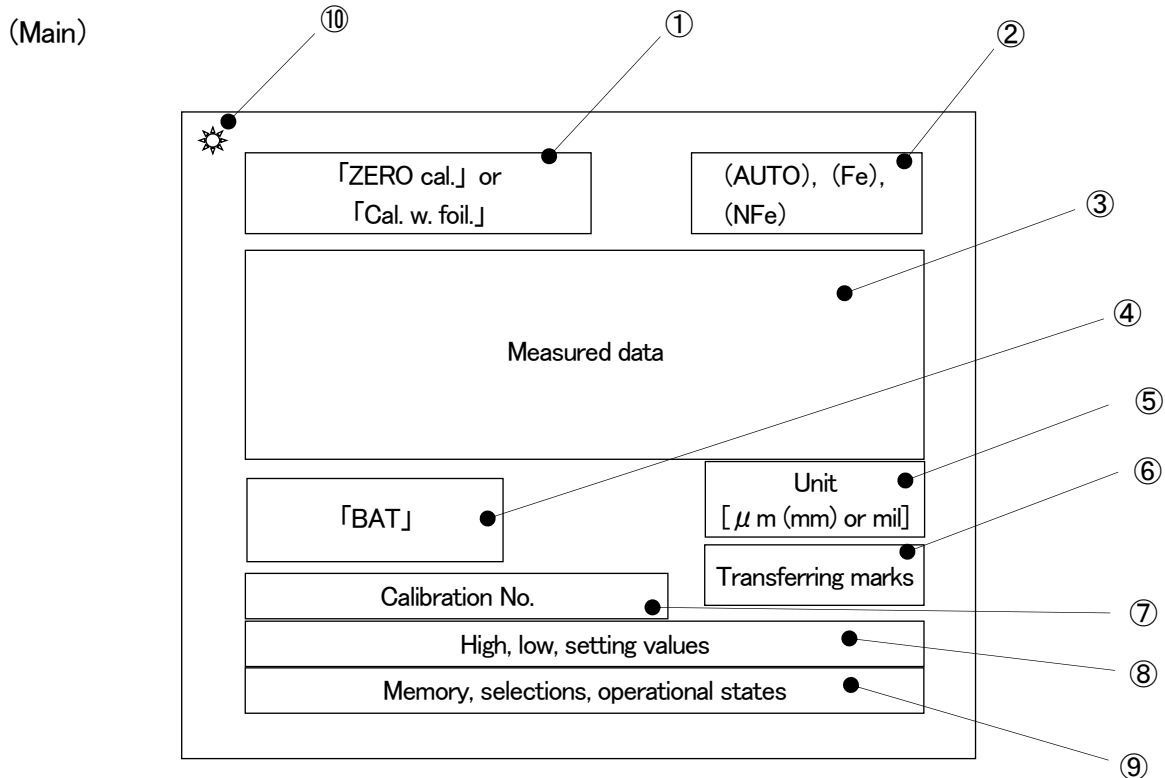 (Main)
⑩
①
②
「ZERO cal.」 or
「Cal. w. foil.」
(AUTO), (Fe),
(NFe)
③
Measured data
④
⑤
Unit
[μm (mm) or mil]
「BAT」
⑥
Transferring marks
Calibration No.
⑦
High, low, setting values
⑧
Memory, selections, operational states
⑨